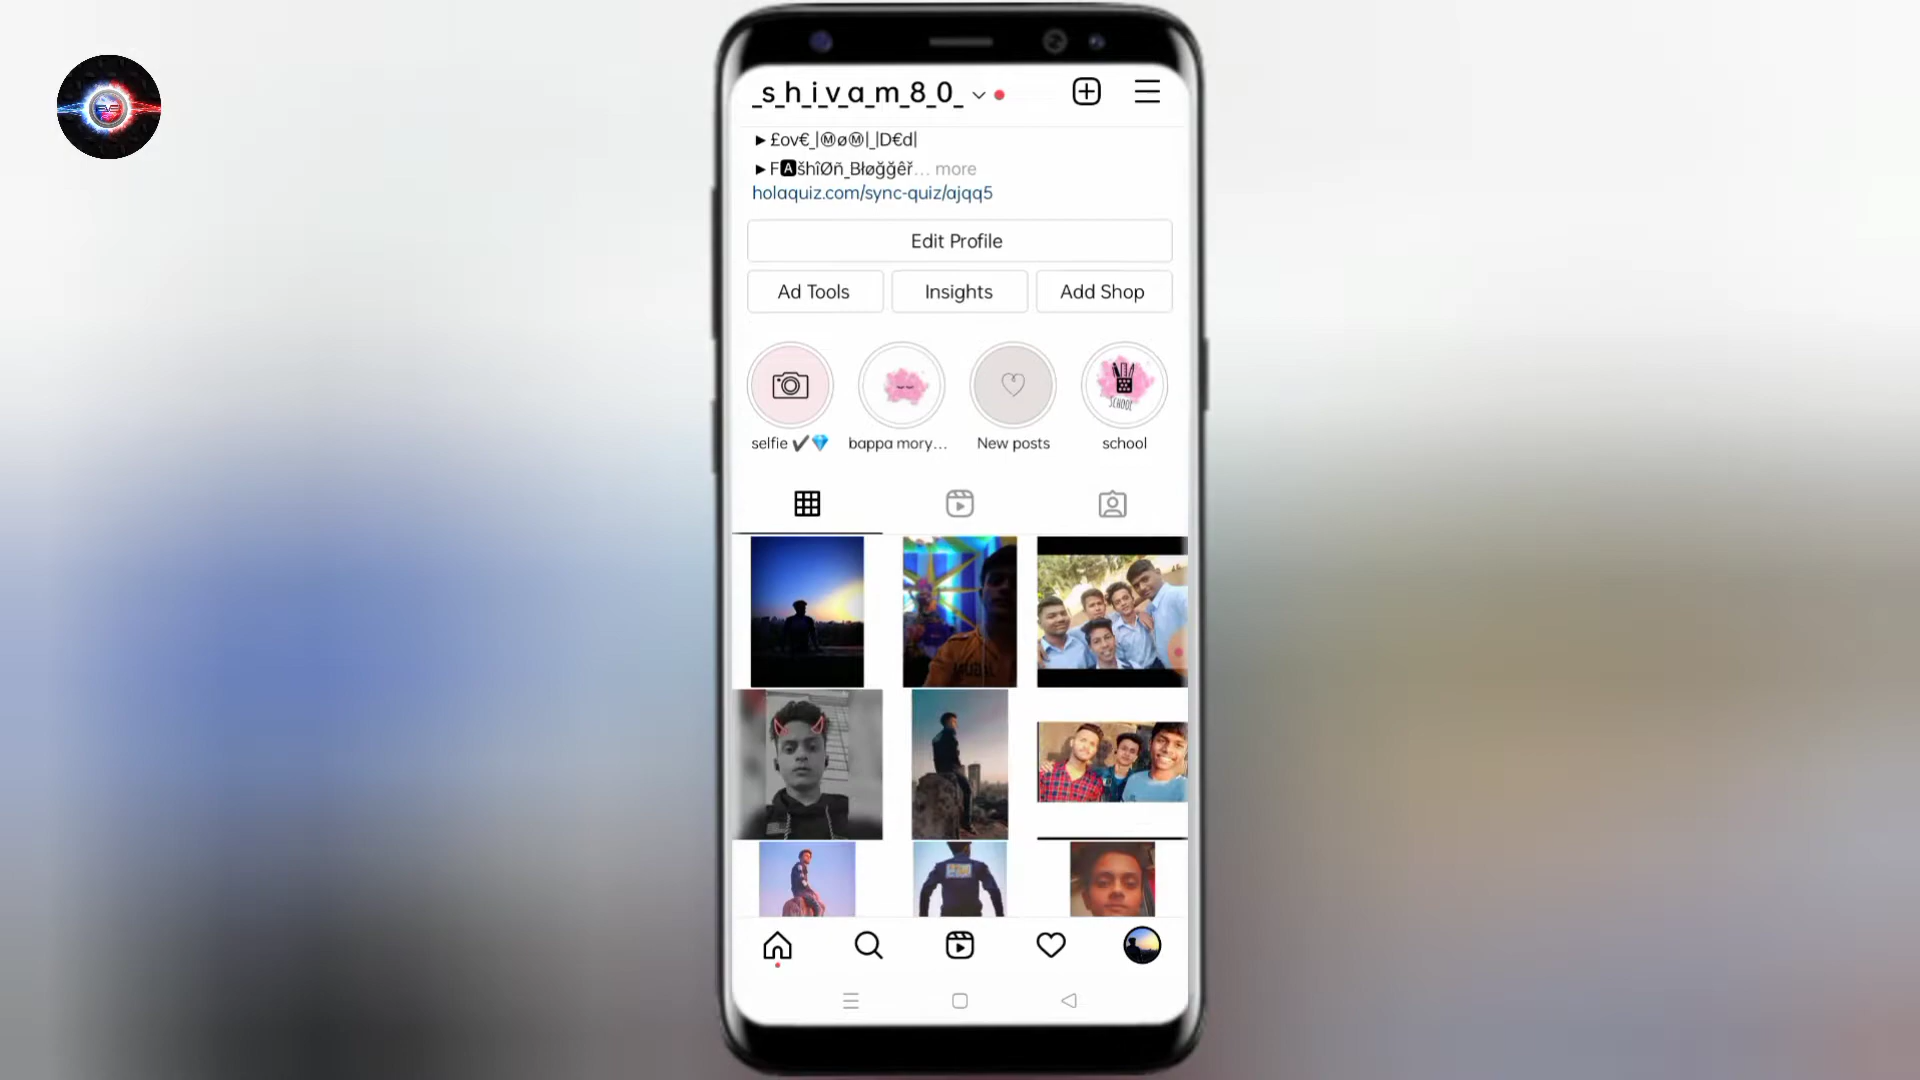 _s_h_i_v_a_m_8_0_
►£ov€_|ⓂøⓂ|_|D€d|
►F🅰šhîØñ_Błøğğêř... more
holaquiz.com/sync-quiz/ajqq5
Edit Profile
Ad Tools
Insights
Add Shop
SCHOOL
selfie ✔💎
bappa mory...
New posts
school